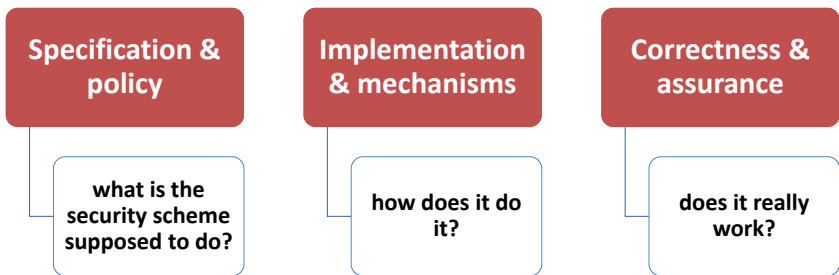 Specification &
policy
what is the
security scheme
supposed to do?
Implementation
& mechanisms
how does it do
it?
Correctness &
assurance
does it really
work?